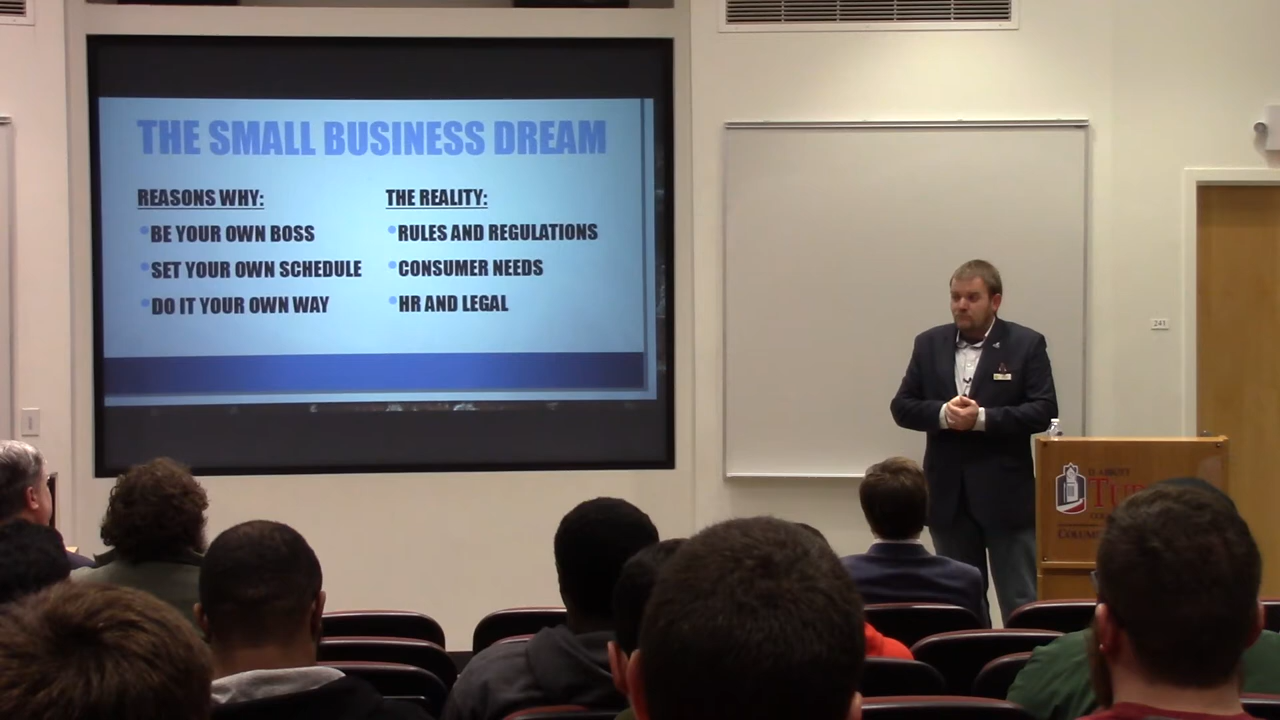 THE SMALL BUSINESS DREAM
REASONS WHY:
BE YOUR OWN BOSS
SET YOUR OWN SCHEDULE
DO IT YOUR OWN WAY
THE REALITY:
RULES AND REGULATIONS
CONSUMER NEEDS
HR AND LEGAL
241